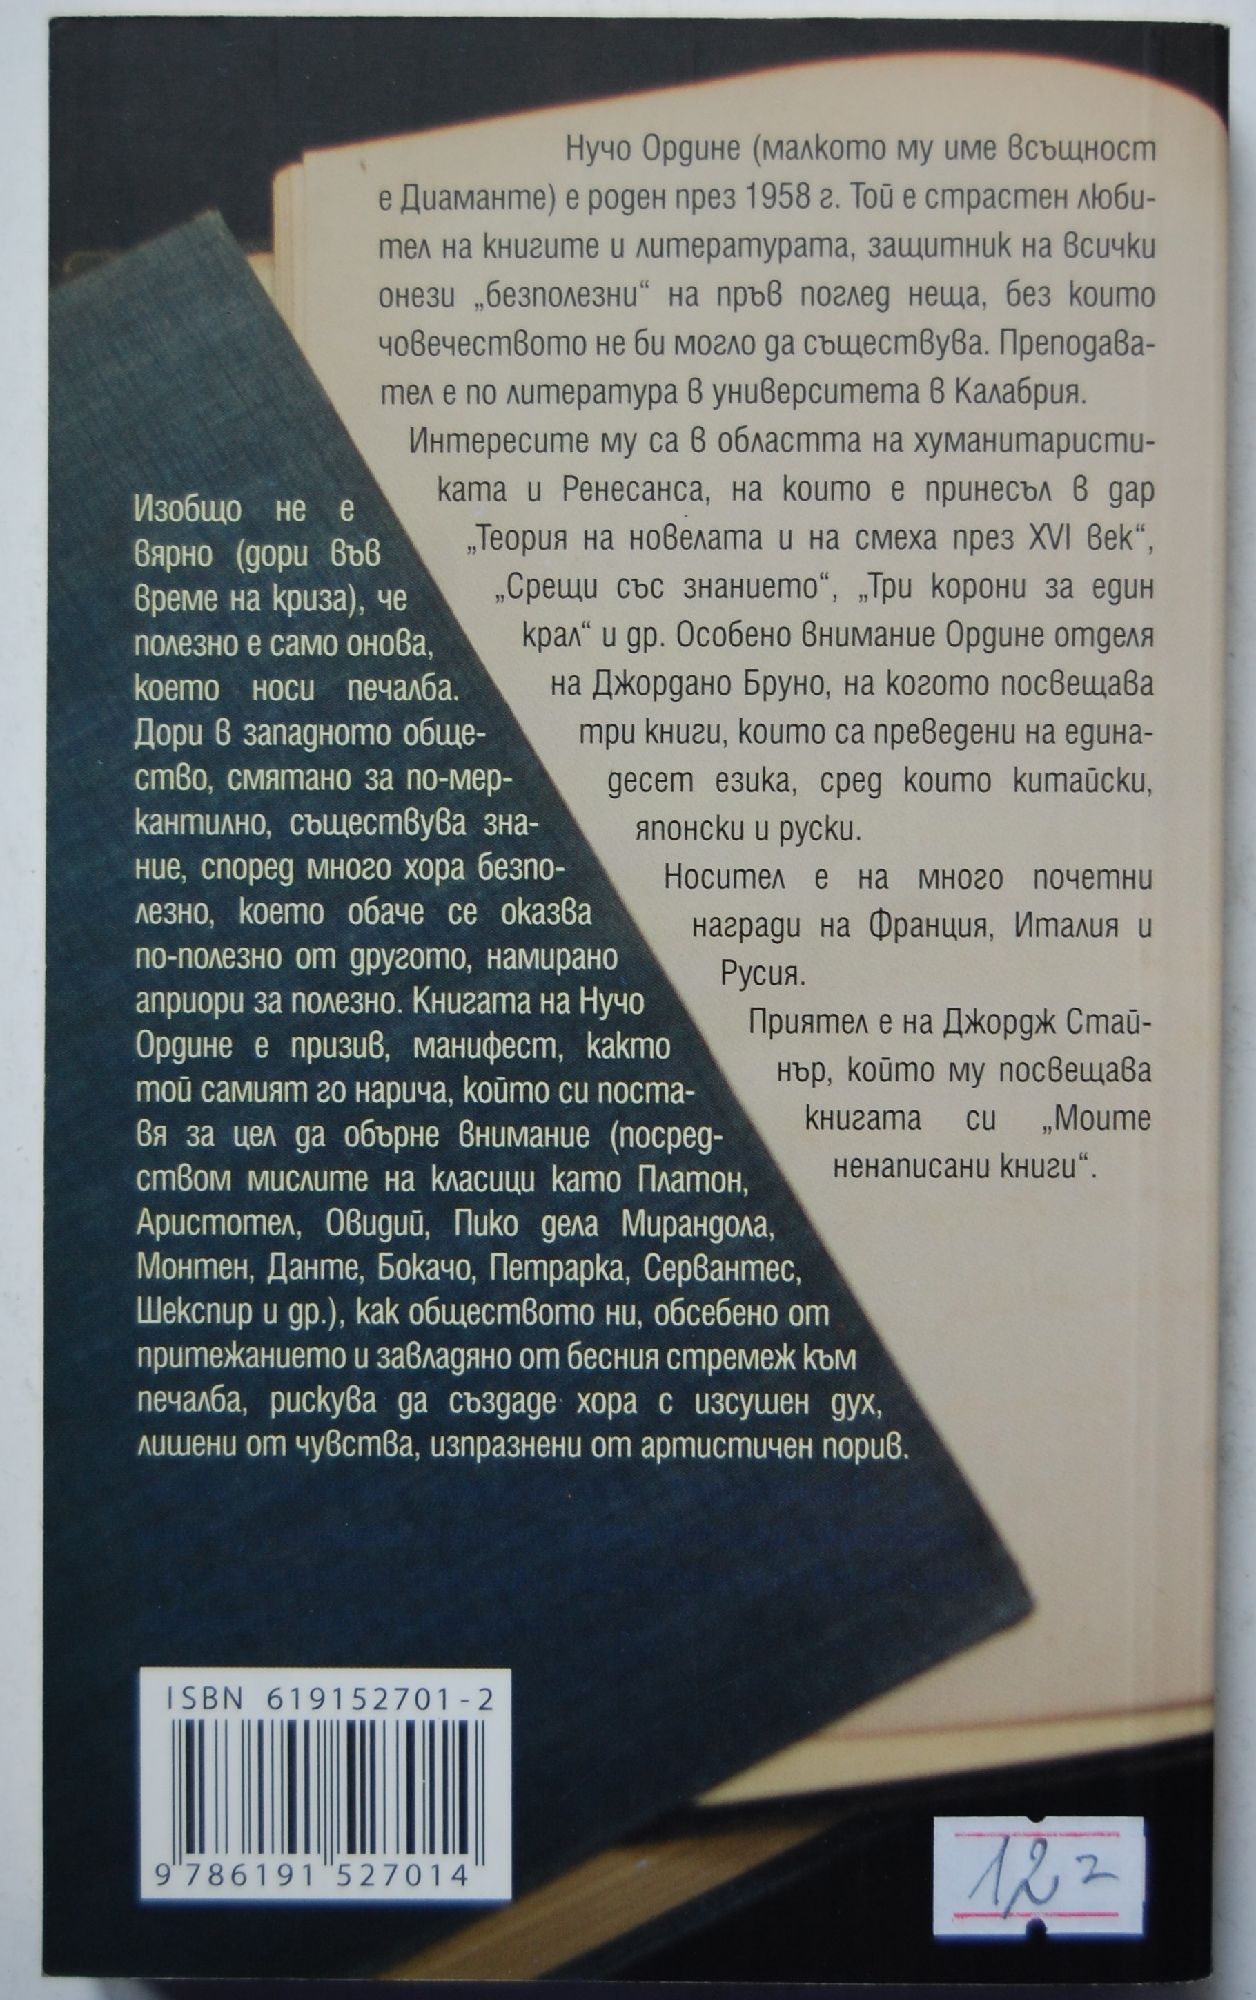 Нучо Ордине (малкото му име всъщност
е Диаманте) е роден през 1958 г. Той е страстен люби-
тел на книгите и литературата, защитник на всички
онези „безполезни“ на пръв поглед неща, без които
човечеството не би могло да съществува. Преподава-
тел е по литература в университета в Калабрия.
Интересите му са в областта на хуманитаристи-
ката и Ренесанса, на които е принесъл в дар
„Теория на новелата и на смеха през XVI век“,
„Срещи със знанието“, „Три корони за един
крал“ и др. Особено внимание Ордине отделя
на Джордано Бруно, на когото посвещава
три книги, които са преведени на едина-
десет езика, сред които китайски,
японски и руски.
Носител е на много почетни
награди на Франция, Италия и
Русия.
Приятел е на Джордж Стай-
нър, който му посвещава
книгата си „Моите
ненаписани книги“.
Изобщо не е
вярно (дори във
време на криза), че
полезно е само онова,
което носи печалба.
Дори в западното обще-
ство, смятано за по-мер-
кантилно, съществува зна-
ние, според много хора безпо-
лезно, което обаче се оказва
по-полезно от другото, намирано
априори за полезно. Книгата на Нучо
Ордине е призив, манифест, както
той самият го нарича, който си поста-
вя за цел да обърне внимание (посред-
ством мислите на класици като Платон,
Аристотел, Овидий, Пико дела Мирандола,
Монтен, Данте, Бокачо, Петрарка, Сервантес,
Шекспир и др.), как обществото ни, обсебено от
притежанието и завладяно от бесния стремеж към
печалба, рискува да създаде хора с изсушен дух,
лишени от чувства, изпразнени от артистичен порив.
ISBN 619152701-2
9 786191 527014
12